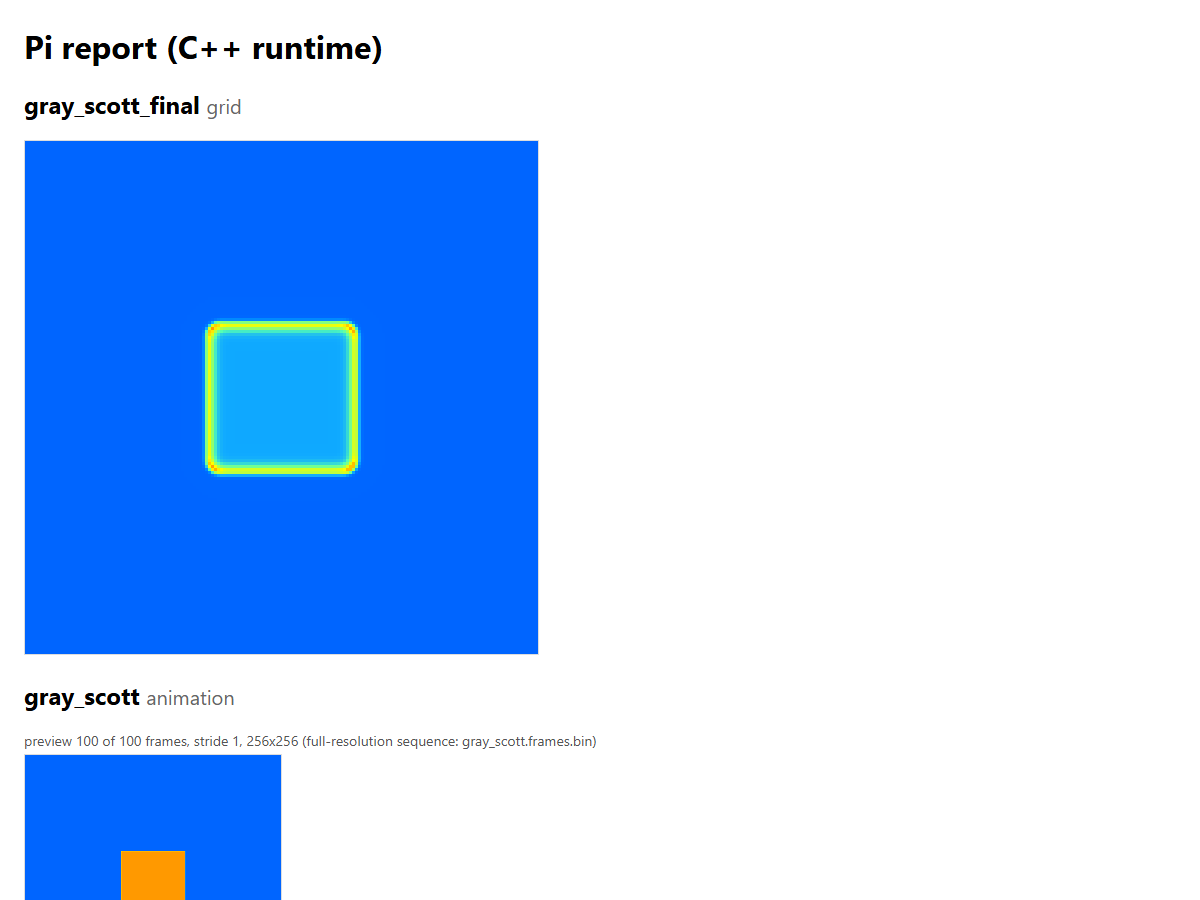 Pi report (C++ runtime)
gray_scott_final grid
gray_scott animation
preview 100 of 100 frames, stride 1, 256x256 (full-resolution sequence: gray_scott.frames.bin)